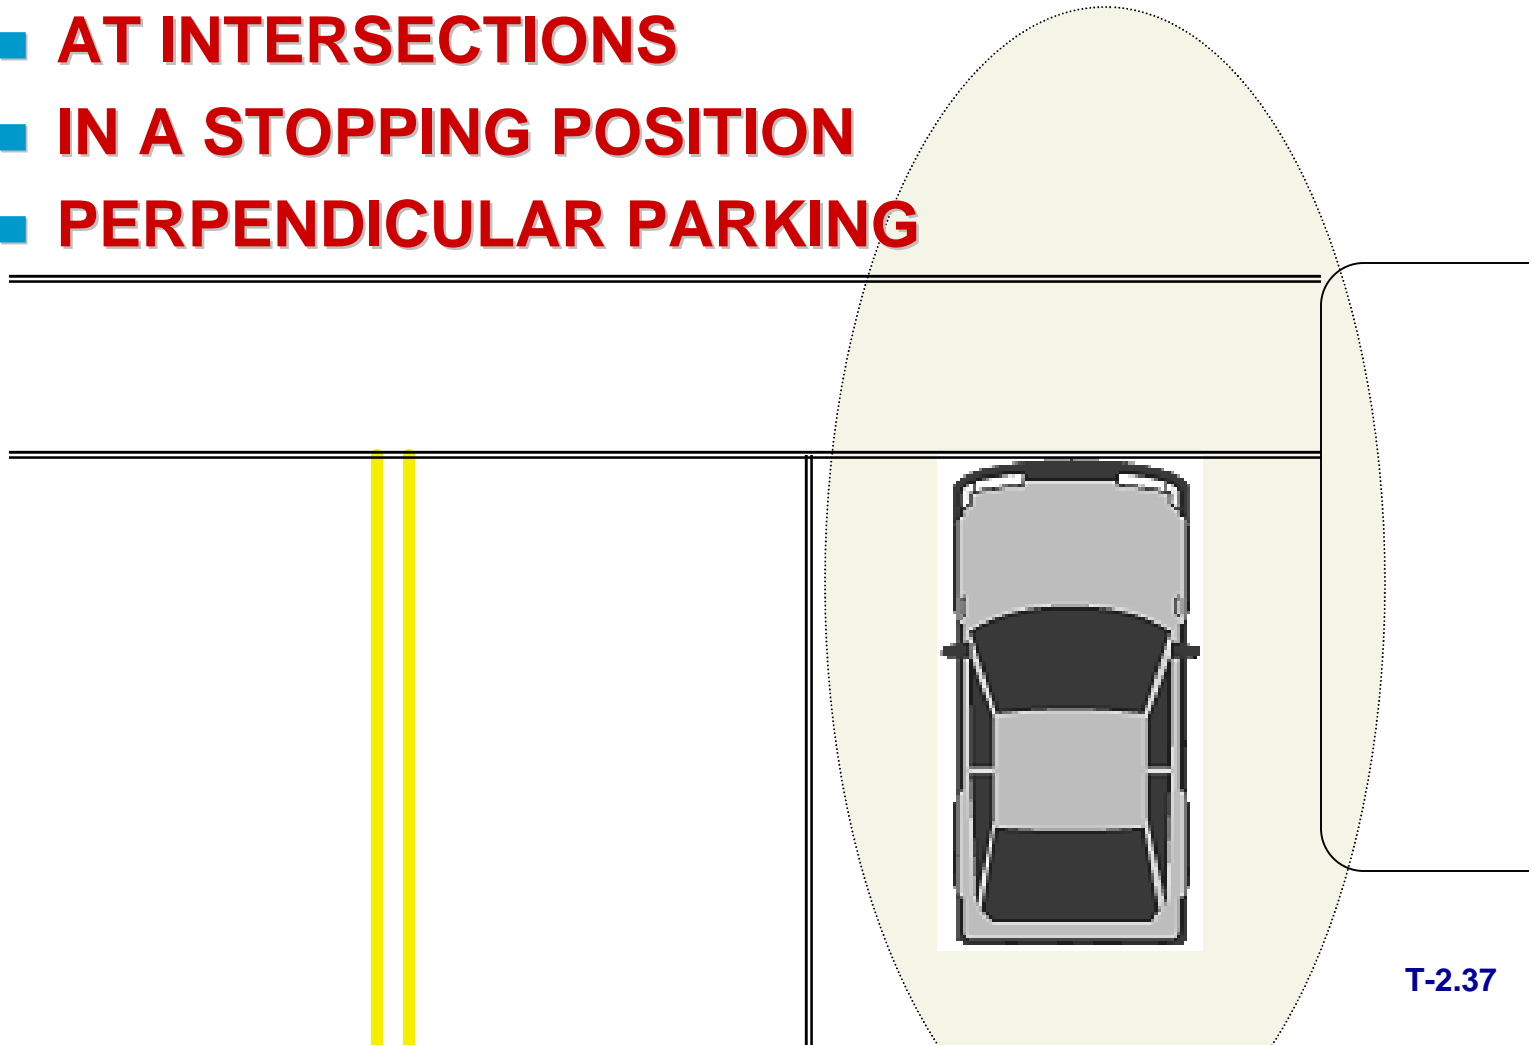 AT INTERSECTIONS
IN A STOPPING POSITION
PERPENDICULAR PARKING
T-2.37